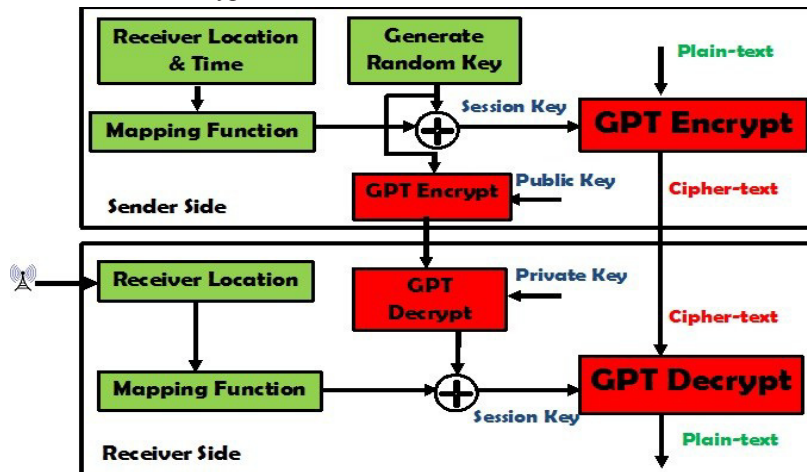 Receiver Location
& Time
Generate
Random Key
Plain-text
Mapping Function
Session Key
GPT Encrypt
GPT Encrypt
Public Key
Cipher-text
Sender Side
Receiver Location
GPT
Decrypt
Private Key
Cipher-text
Mapping Function
GPT Decrypt
Session Key
Plain-text
Receiver Side